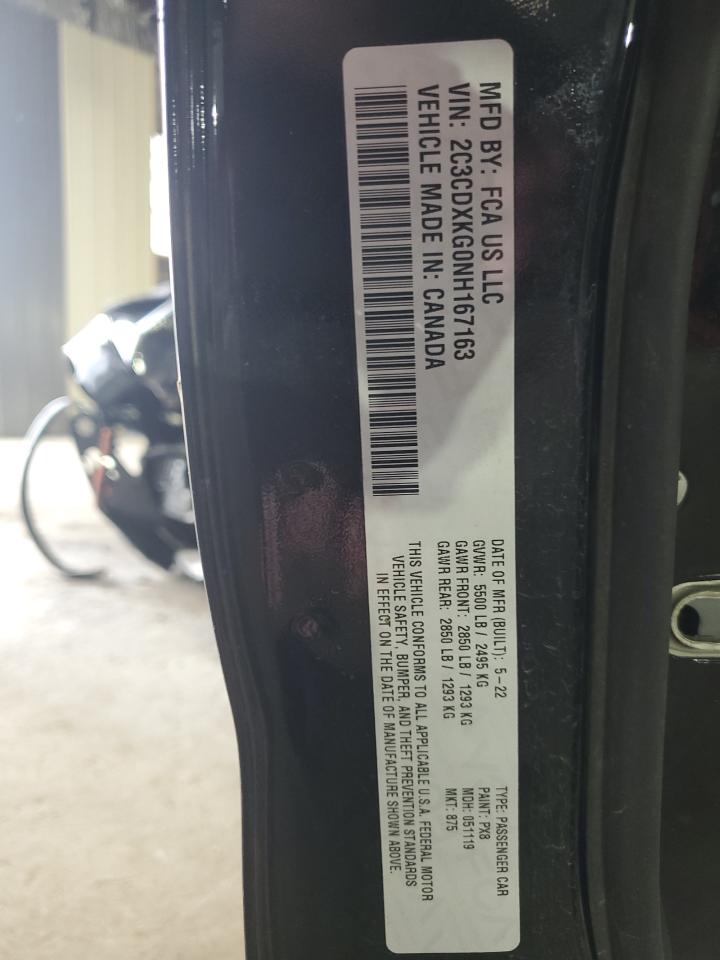 MFD BY: FCA US LLC
VIN: 2C3CDXKG0NH167163
VEHICLE MADE IN: CANADA
DATE OF MFR (BUILT): 5-22
GVWR: 5500 LB / 2495 KG
GAWR FRONT: 2850 LB / 1293 KG
GAWR REAR: 2850 LB / 1293 KG
TYPE: PASSENGER CAR
PAINT: PX8
MDH: 051119
MKT: 875
THIS VEHICLE CONFORMS TO ALL APPLICABLE U.S.A. FEDERAL MOTOR
VEHICLE SAFETY, BUMPER, AND THEFT PREVENTION STANDARDS
IN EFFECT ON THE DATE OF MANUFACTURE SHOWN ABOVE.